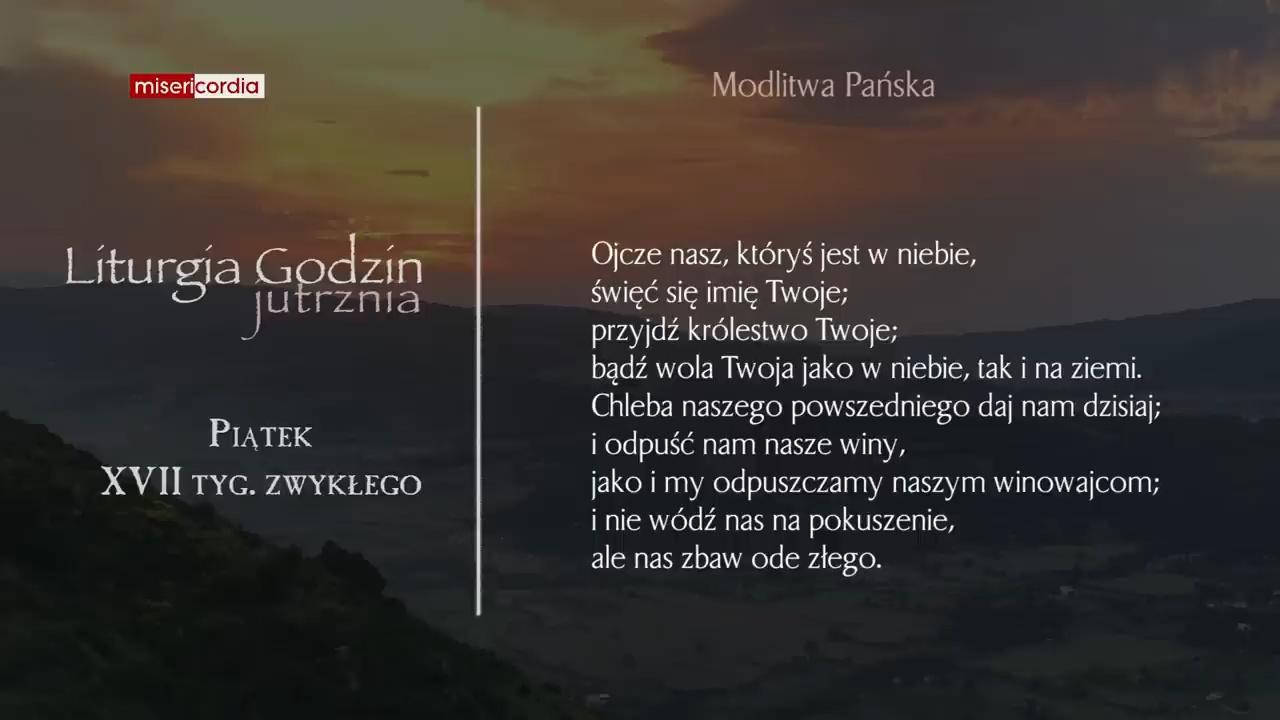 misericordia
Liturgia Godzin
jutrznia
Piątek
XVII tyg. zwykłego
Modlitwa Pańska
Ojcze nasz, któryś jest w niebie,
święć się imię Twoje;
przyjdź królestwo Twoje;
bądź wola Twoja jako w niebie, tak i na ziemi.
Chleba naszego powszedniego daj nam dzisiaj;
i odpuść nam nasze winy,
jako i my odpuszczamy naszym winowajcom;
i nie wódź nas na pokuszenie,
ale nas zbaw ode złego.